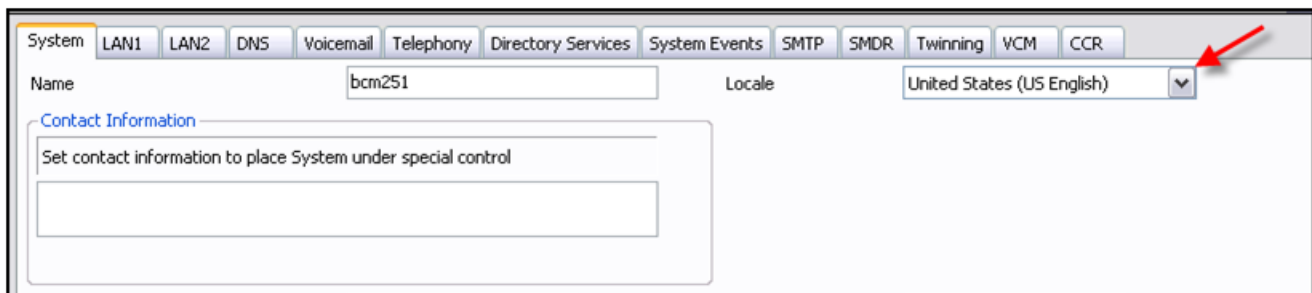 System LAN1 LAN2 DNS Voicemail Telephony Directory Services System Events SMTP SMDR Twinning VCM CCR
Name bcm251 Locale United States (US English)
Contact Information
Set contact information to place System under special control